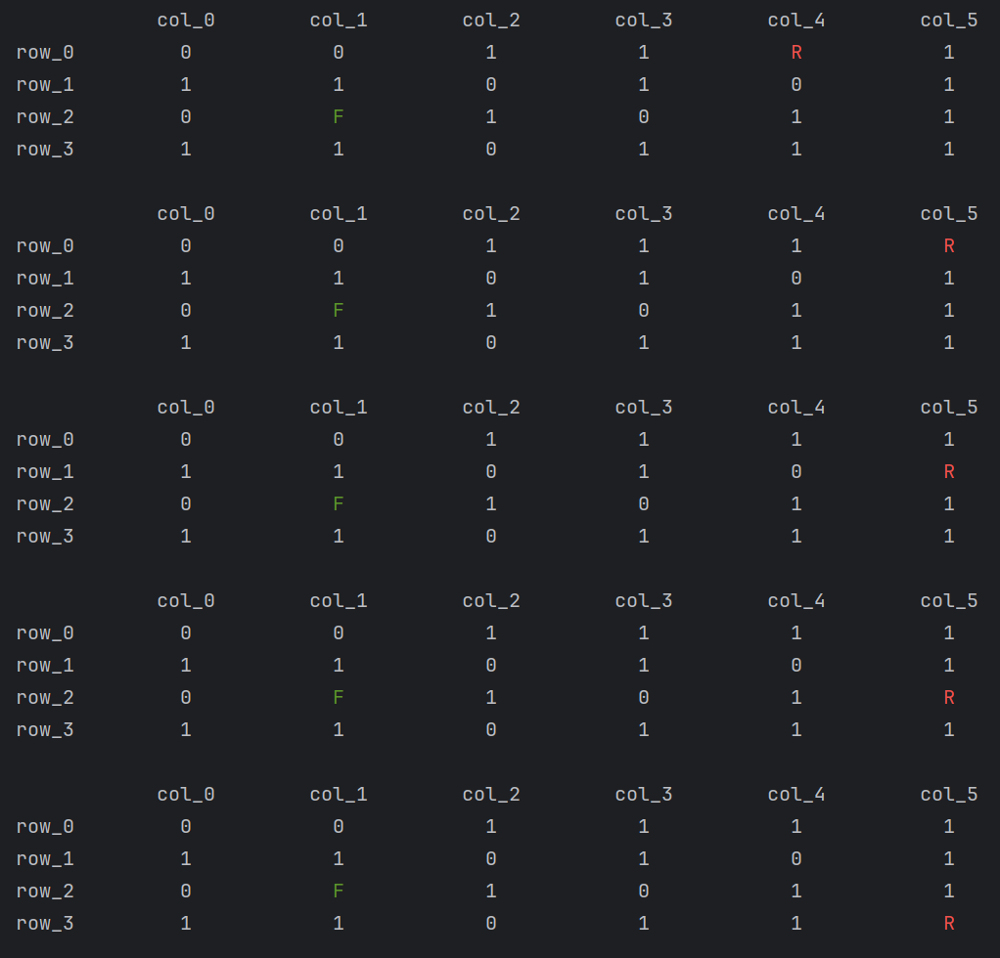 col_0 col_1 col_2 col_3 col_4 col_5
row_0 0 0 1 1 R 1
row_1 1 1 0 1 0 1
row_2 0 F 1 0 1 1
row_3 1 1 0 1 1 1
col_0 col_1 col_2 col_3 col_4 col_5
row_0 0 0 1 1 1 R
row_1 1 1 0 1 0 1
row_2 0 F 1 0 1 1
row_3 1 1 0 1 1 1
col_0 col_1 col_2 col_3 col_4 col_5
row_0 0 0 1 1 1 1
row_1 1 1 0 1 0 R
row_2 0 F 1 0 1 1
row_3 1 1 0 1 1 1
col_0 col_1 col_2 col_3 col_4 col_5
row_0 0 0 1 1 1 1
row_1 1 1 0 1 0 1
row_2 0 F 1 0 1 R
row_3 1 1 0 1 1 1
col_0 col_1 col_2 col_3 col_4 col_5
row_0 0 0 1 1 1 1
row_1 1 1 0 1 0 1
row_2 0 F 1 0 1 1
row_3 1 1 0 1 1 R